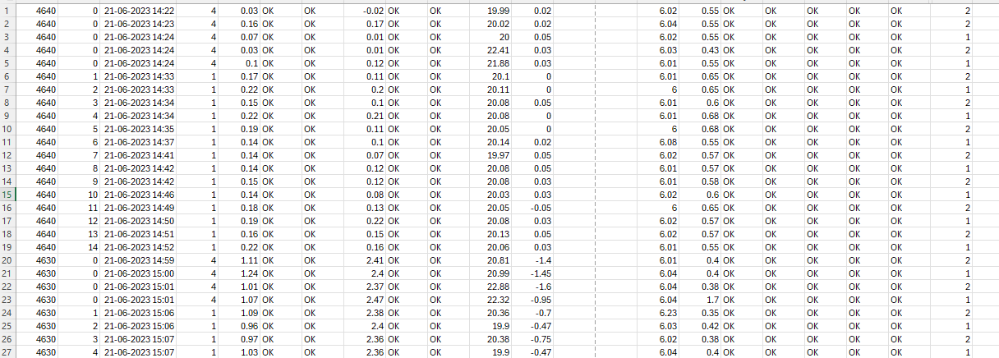 1 4640 0 21-06-2023 14:22 4 0.03 OK OK -0.02 OK OK 19.99 0.02 6.02 0.55 OK OK OK OK OK 2
2 4640 0 21-06-2023 14:23 4 0.16 OK OK 0.17 OK OK 20.02 0.02 6.04 0.55 OK OK OK OK OK 2
3 4640 0 21-06-2023 14:24 4 0.07 OK OK 0.01 OK OK 20 0.05 6.02 0.55 OK OK OK OK OK 1
4 4640 0 21-06-2023 14:24 4 0.03 OK OK 0.01 OK OK 22.41 0.03 6.03 0.43 OK OK OK OK OK 2
5 4640 0 21-06-2023 14:24 4 0.1 OK OK 0.12 OK OK 21.88 0.03 6.01 0.55 OK OK OK OK OK 1
6 4640 1 21-06-2023 14:33 1 0.17 OK OK 0.11 OK OK 20.1 0 6.01 0.65 OK OK OK OK OK 2
7 4640 2 21-06-2023 14:33 1 0.22 OK OK 0.2 OK OK 20.11 0 6 0.65 OK OK OK OK OK 1
8 4640 3 21-06-2023 14:34 1 0.15 OK OK 0.1 OK OK 20.08 0.05 6.01 0.6 OK OK OK OK OK 2
9 4640 4 21-06-2023 14:34 1 0.22 OK OK 0.21 OK OK 20.08 0 6.01 0.68 OK OK OK OK OK 1
10 4640 5 21-06-2023 14:35 1 0.19 OK OK 0.11 OK OK 20.05 0 6 0.68 OK OK OK OK OK 2
11 4640 6 21-06-2023 14:37 1 0.14 OK OK 0.1 OK OK 20.14 0.02 6.08 0.55 OK OK OK OK OK 1
12 4640 7 21-06-2023 14:41 1 0.14 OK OK 0.07 OK OK 19.97 0.05 6.02 0.57 OK OK OK OK OK 2
13 4640 8 21-06-2023 14:42 1 0.14 OK OK 0.12 OK OK 20.08 0.05 6.01 0.57 OK OK OK OK OK 1
14 4640 9 21-06-2023 14:42 1 0.15 OK OK 0.12 OK OK 20.08 0.03 6.01 0.58 OK OK OK OK OK 2
15 4640 10 21-06-2023 14:46 1 0.14 OK OK 0.08 OK OK 20.03 0.03 6.02 0.6 OK OK OK OK OK 1
16 4640 11 21-06-2023 14:49 1 0.18 OK OK 0.13 OK OK 20.05 -0.05 6 0.65 OK OK OK OK OK 2
17 4640 12 21-06-2023 14:50 1 0.19 OK OK 0.22 OK OK 20.08 0.03 6.02 0.57 OK OK OK OK OK 1
18 4640 13 21-06-2023 14:51 1 0.16 OK OK 0.15 OK OK 20.13 0.05 6.02 0.57 OK OK OK OK OK 2
19 4640 14 21-06-2023 14:52 1 0.22 OK OK 0.16 OK OK 20.06 0.03 6.01 0.55 OK OK OK OK OK 1
20 4630 0 21-06-2023 14:59 4 1.11 OK OK 2.41 OK OK 20.81 -1.4 6.01 0.4 OK OK OK OK OK 2
21 4630 0 21-06-2023 15:00 4 1.24 OK OK 2.4 OK OK 20.99 -1.45 6.04 0.4 OK OK OK OK OK 1
22 4630 0 21-06-2023 15:01 4 1.01 OK OK 2.37 OK OK 22.88 -1.6 6.04 0.38 OK OK OK OK OK 2
23 4630 0 21-06-2023 15:01 4 1.07 OK OK 2.47 OK OK 22.32 -0.95 6.04 1.7 OK OK OK OK OK 1
24 4630 1 21-06-2023 15:06 1 1.09 OK OK 2.38 OK OK 20.36 -0.7 6.23 0.35 OK OK OK OK OK 2
25 4630 2 21-06-2023 15:06 1 0.96 OK OK 2.4 OK OK 19.9 -0.47 6.03 0.42 OK OK OK OK OK 1
26 4630 3 21-06-2023 15:07 1 0.97 OK OK 2.36 OK OK 20.38 -0.75 6.02 0.38 OK OK OK OK OK 2
27 4630 4 21-06-2023 15:07 1 1.03 OK OK 2.36 OK OK 19.9 -0.47 6.04 0.4 OK OK OK OK OK 1